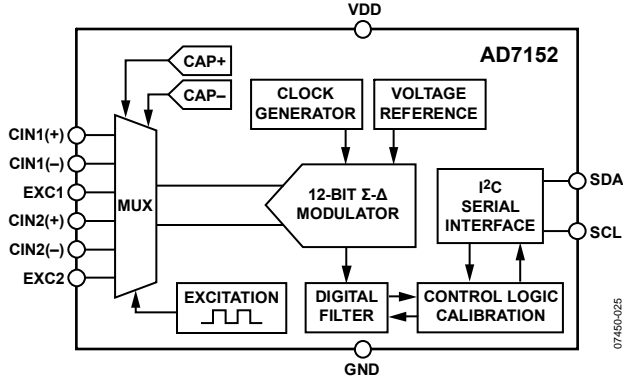 VDD
AD7152
CAP+
CAP–
CLOCK
GENERATOR
VOLTAGE
REFERENCE
CIN1(+)
CIN1(–)
EXC1
CIN2(+)
CIN2(–)
EXC2
MUX
12-BIT Σ-Δ
MODULATOR
I²C
SERIAL
INTERFACE
SDA
SCL
EXCITATION
DIGITAL
FILTER
CONTROL LOGIC
CALIBRATION
GND
07450-025